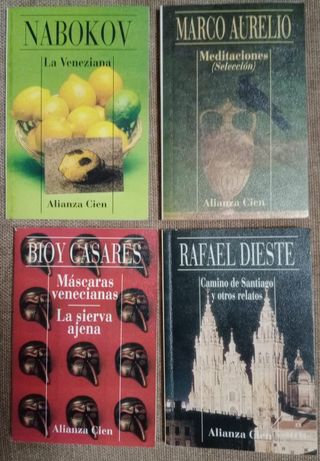 NABOKOV
La Veneziana
Alianza Cien
MARCO AURELIO
Meditaciones
(Selección)
Alianza Cien
BIOY CASARES
Máscaras
venecianas
La sierva
ajena
Alianza Cien
RAFAEL DIESTE
Camino de Santiago
y otros relatos
Alianza Cien